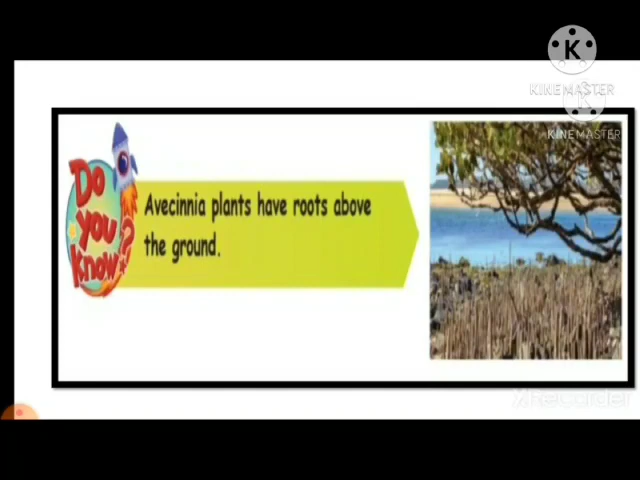 KINEMASTER
KINEMASTER
Do
You
Know?
Avecinnia plants have roots above
the ground.
XRecorder